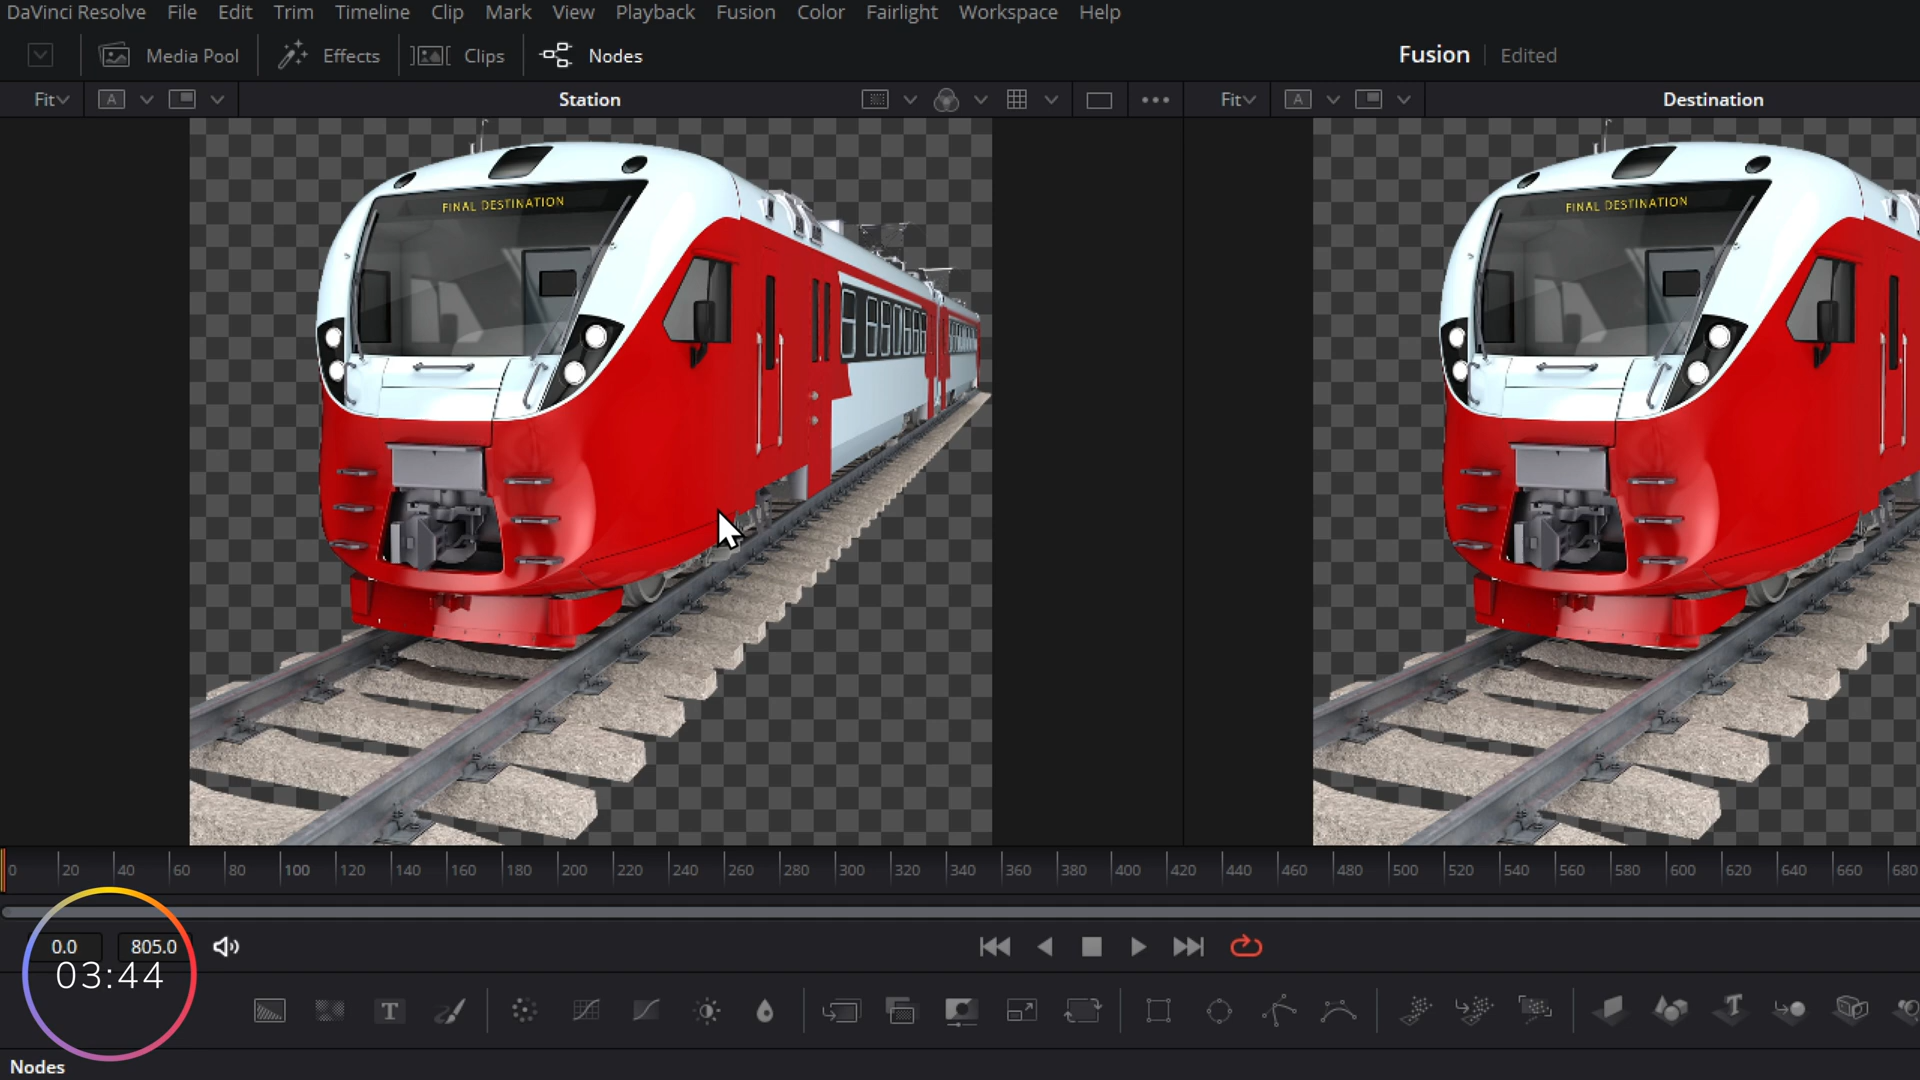 DaVinci Resolve File Edit Trim Timeline Clip Mark View Playback Fusion Color Fairlight Workspace Help
Media Pool Effects Clips Nodes Fusion Edited
Fit A Station Fit A Destination
FINAL DESTINATION FINAL DESTINATION
0 20 40 60 80 100 120 140 160 180 200 220 240 260 280 300 320 340 360 380 400 420 440 460 480 500 520 540 560 580 600 620 640 660 680
0.0 805.0
03:44
T
Nodes